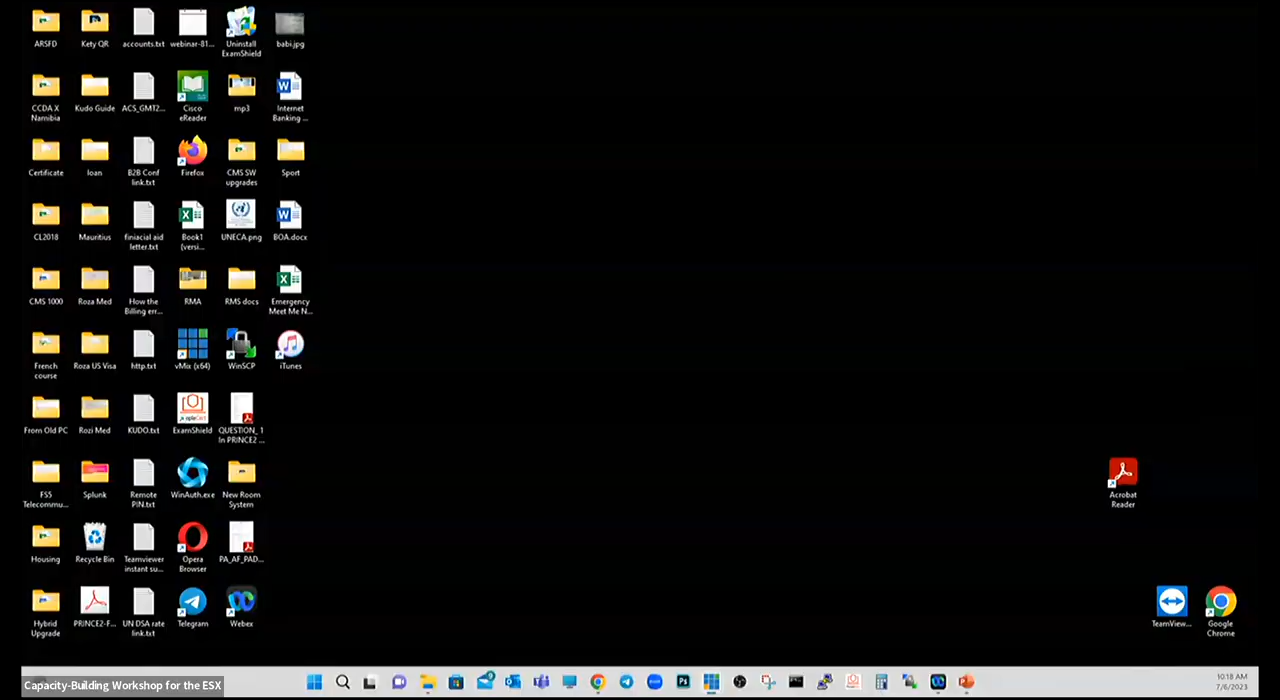 ARSFD
Kety QR
accounts.txt
webinar-81...
Uninstall
ExamShield
babi.jpg
CCDA X
Namibia
Kudo Guide
ACS_GMT2...
Cisco
eReader
mp3
Internet
Banking ...
Certificate
loan
B2B Conf
link.txt
Firefox
CMS SW
upgrades
Sport
CL2018
Mauritius
finiacial aid
letter.txt
Book1
(versi...
UNECA.png
BOA.docx
CMS 1000
Roza Med
How the
Billing err...
RMA
RMS docs
Emergency
Meet Me N...
French
course
Roza US Visa
http.txt
vMix (x64)
WinSCP
iTunes
From Old PC
Rozi Med
KUDO.txt
ExamShield
QUESTION_ 1
In PRINCE2 ...
FS5
Telecommu...
Splunk
Remote
PIN.txt
WinAuth.exe
New Room
System
Acrobat
Reader
Housing
Recycle Bin
Teamviewer
instant su...
Opera
Browser
PA_AF_PAD...
Hybrid
Upgrade
PRINCE2-F...
UN DSA rate
link.txt
Telegram
Webex
TeamView...
Google
Chrome
Capacity-Building Workshop for the ESX
10:18 AM
7/6/2023